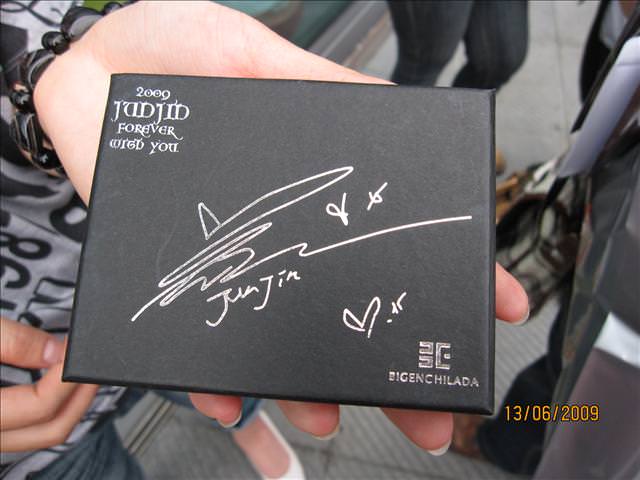 2009
JUNJIN
FOREVER
WITH YOU
JunJin
BIGENCHILADA
13/06/2009